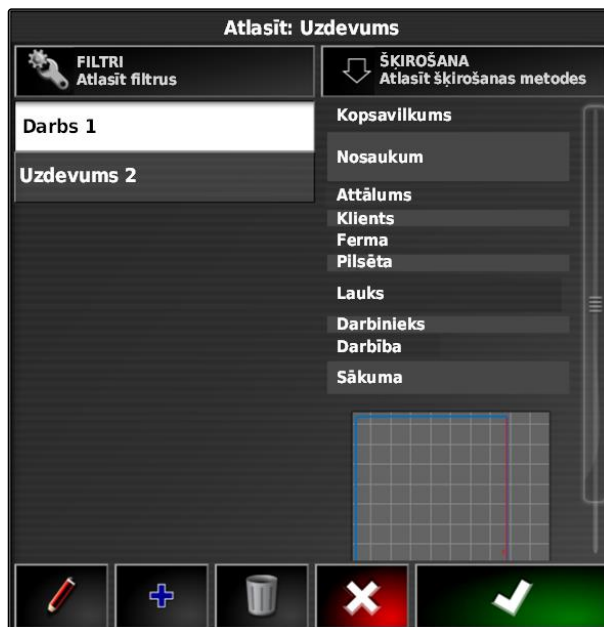 Atlasīt: Uzdevums
FILTRI
Atlasīt filtrus
ŠĶIROŠANA
Atlasīt šķirošanas metodes
Darbs 1
Uzdevums 2
Kopsavilkums
Nosaukum
Attālums
Klients
Ferma
Pilsēta
Lauks
Darbinieks
Darbība
Sākuma